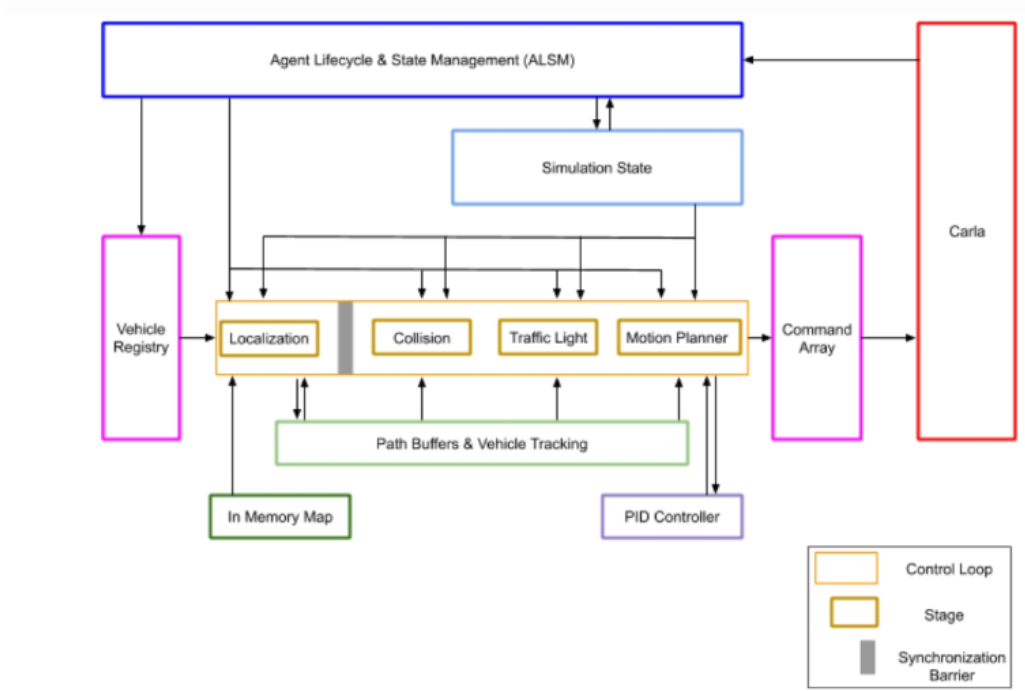 Agent Lifecycle & State Management (ALSM)
Simulation State
Carla
Vehicle
Registry
Localization
Collision
Traffic Light
Motion Planner
Command
Array
Path Buffers & Vehicle Tracking
In Memory Map
PID Controller
Control Loop
Stage
Synchronization
Barrier